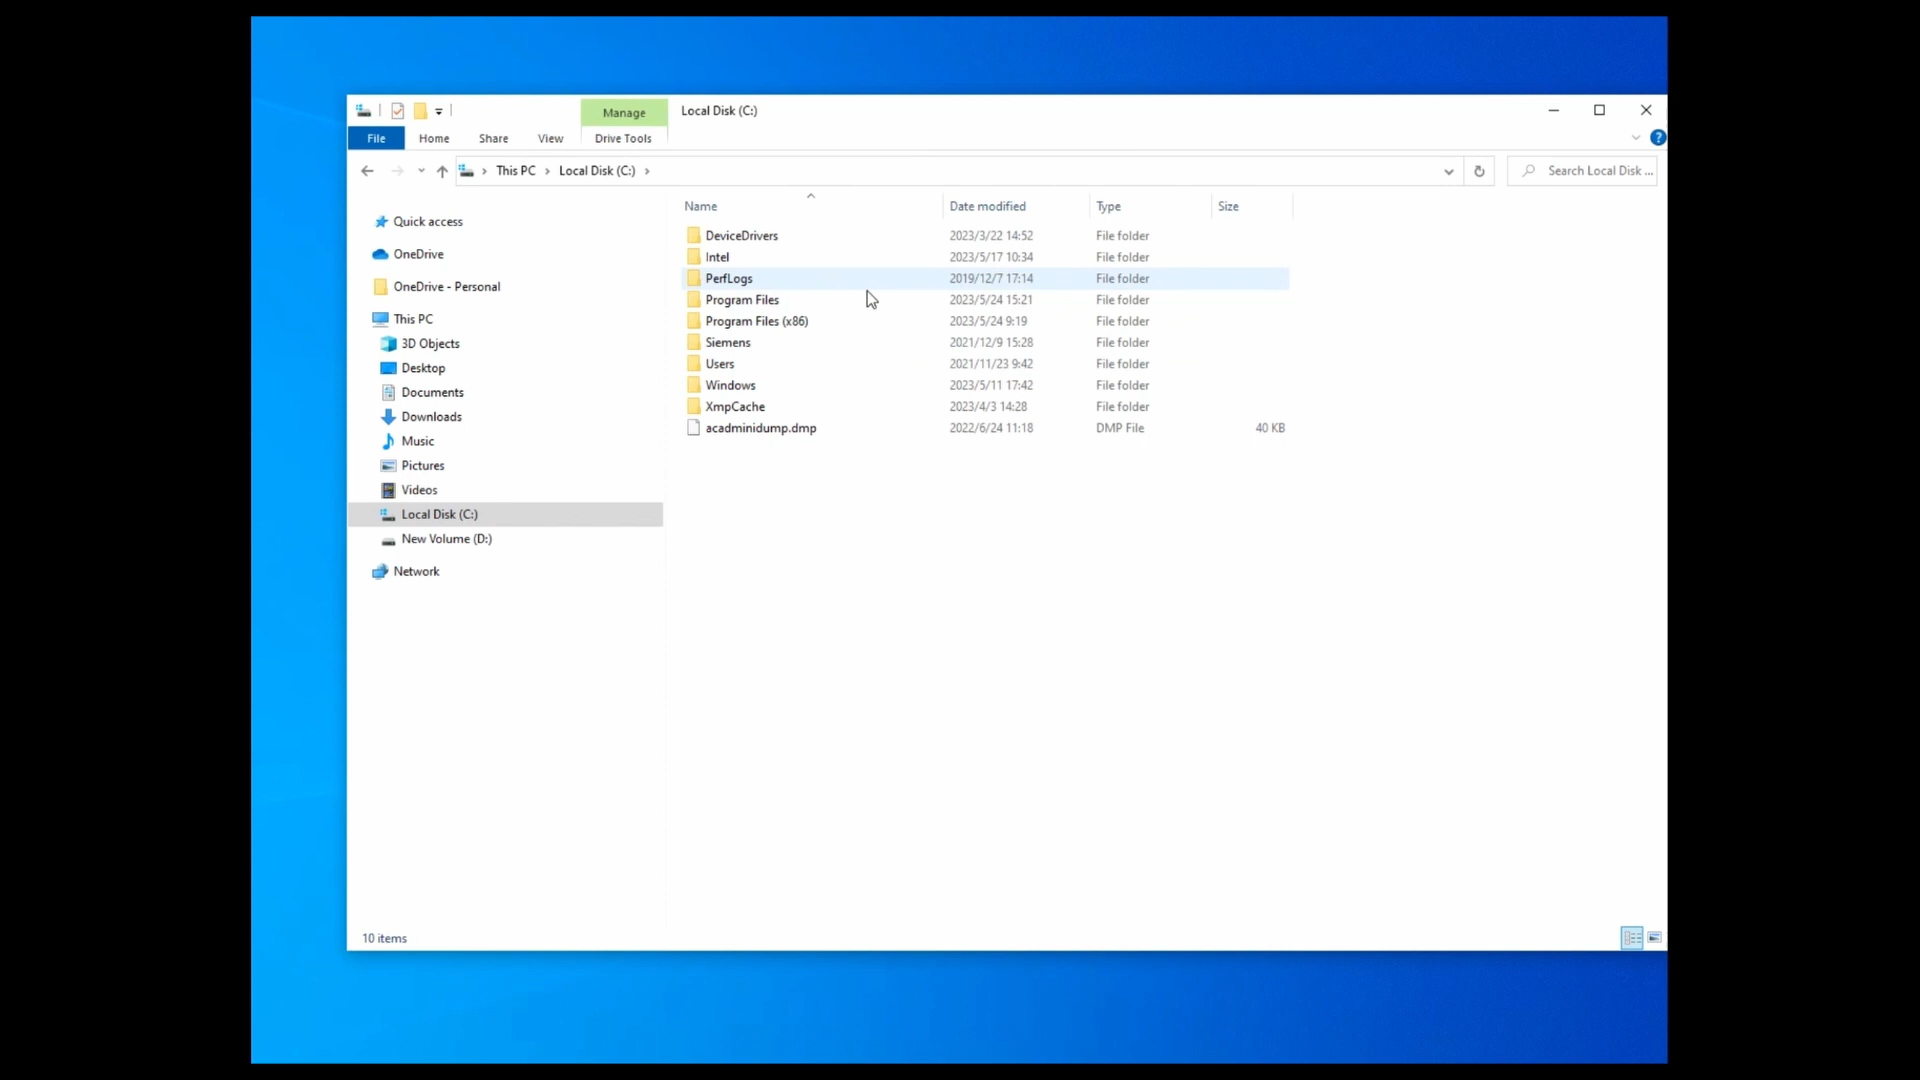 Manage Local Disk (C:)
File Home Share View Drive Tools
This PC Local Disk (C:) Search Local Disk ...
Quick access
OneDrive
OneDrive - Personal
This PC
3D Objects
Desktop
Documents
Downloads
Music
Pictures
Videos
Local Disk (C:)
New Volume (D:)
Network
Name Date modified Type Size
DeviceDrivers 2023/3/22 14:52 File folder
Intel 2023/5/17 10:34 File folder
PerfLogs 2019/12/7 17:14 File folder
Program Files 2023/5/24 15:21 File folder
Program Files (x86) 2023/5/24 9:19 File folder
Siemens 2021/12/9 15:28 File folder
Users 2021/11/23 9:42 File folder
Windows 2023/5/11 17:42 File folder
XmpCache 2023/4/3 14:28 File folder
acadminidump.dmp 2022/6/24 11:18 DMP File 40 KB
10 items